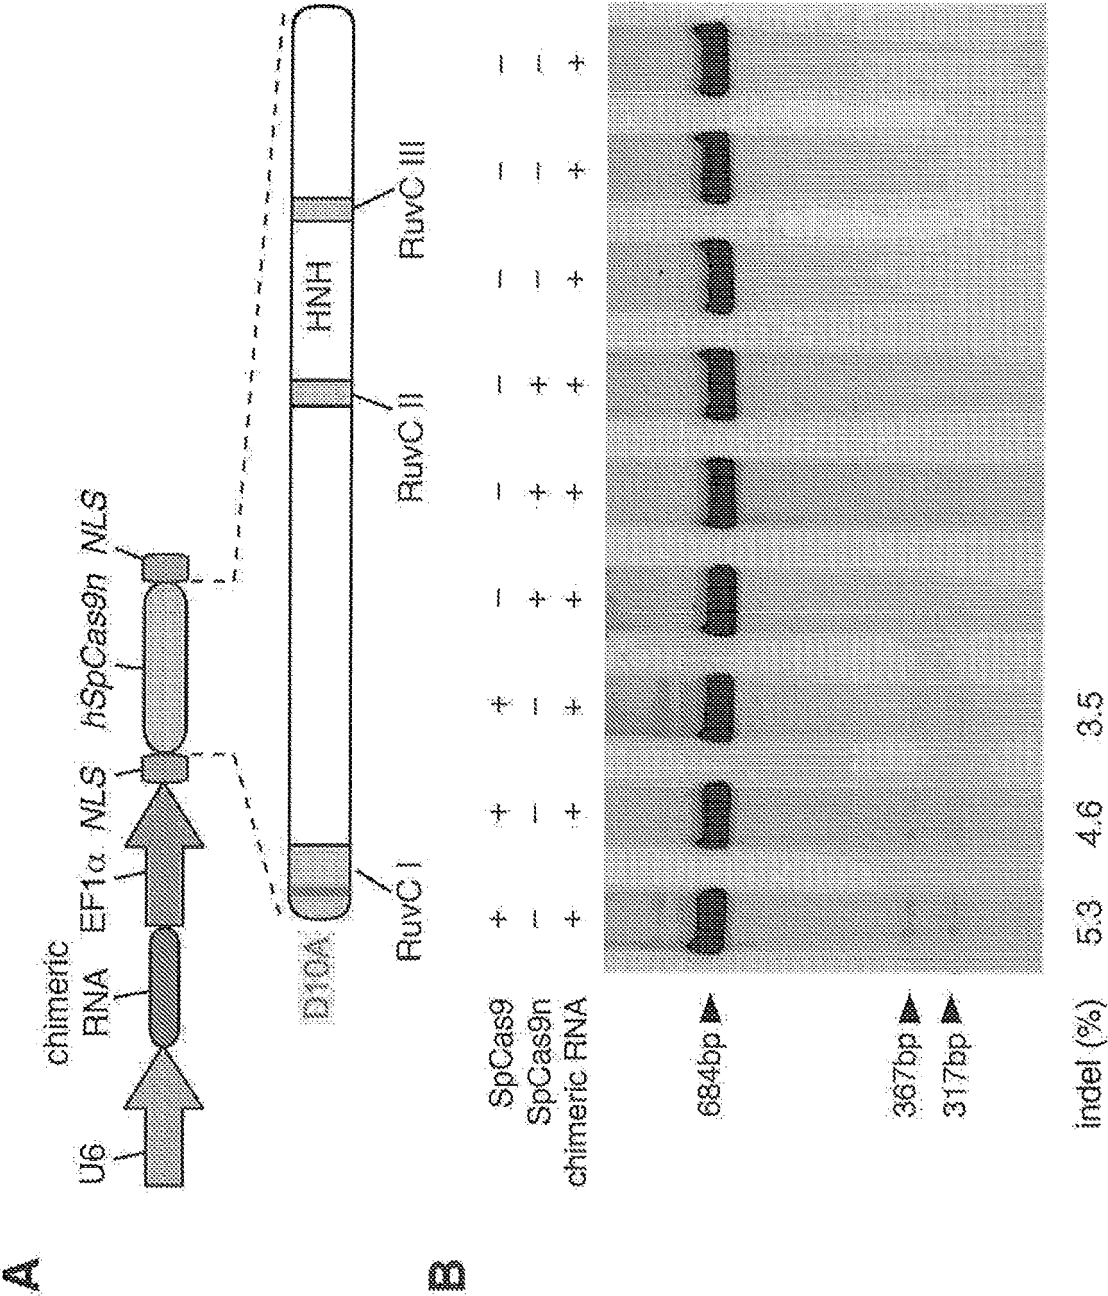 A
chimeric
U6 RNA EF1α NLS hSpCas9n NLS
D10A
HNH
RuvC I RuvC II RuvC III
B
SpCas9 + + + – – – – – –
SpCas9n – – – + + + – – –
chimeric RNA + + + + + + + + +
684bp
367bp
317bp
indel (%) 5.3 4.6 3.5